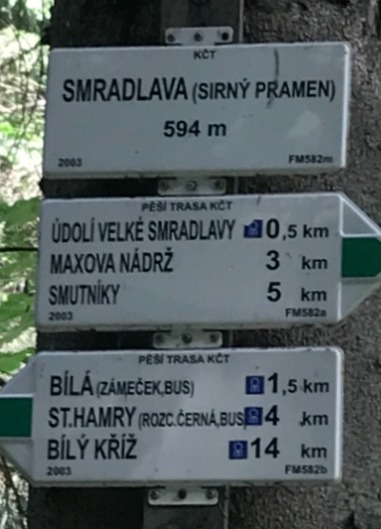 KČT
SMRADLAVA (SIRNÝ PRAMEN)
594 m
2003 FM582m
PĚŠÍ TRASA KČT
ÚDOLÍ VELKÉ SMRADLAVY 0,5 km
MAXOVA NÁDRŽ 3 km
SMUTNÍKY 5 km
2003 FM582a
PĚŠÍ TRASA KČT
BÍLÁ (ZÁMEČEK,BUS) 1,5 km
ST.HAMRY (ROZC.ČERNÁ,BUS) 4 km
BÍLÝ KŘÍŽ 14 km
2003 FM582b